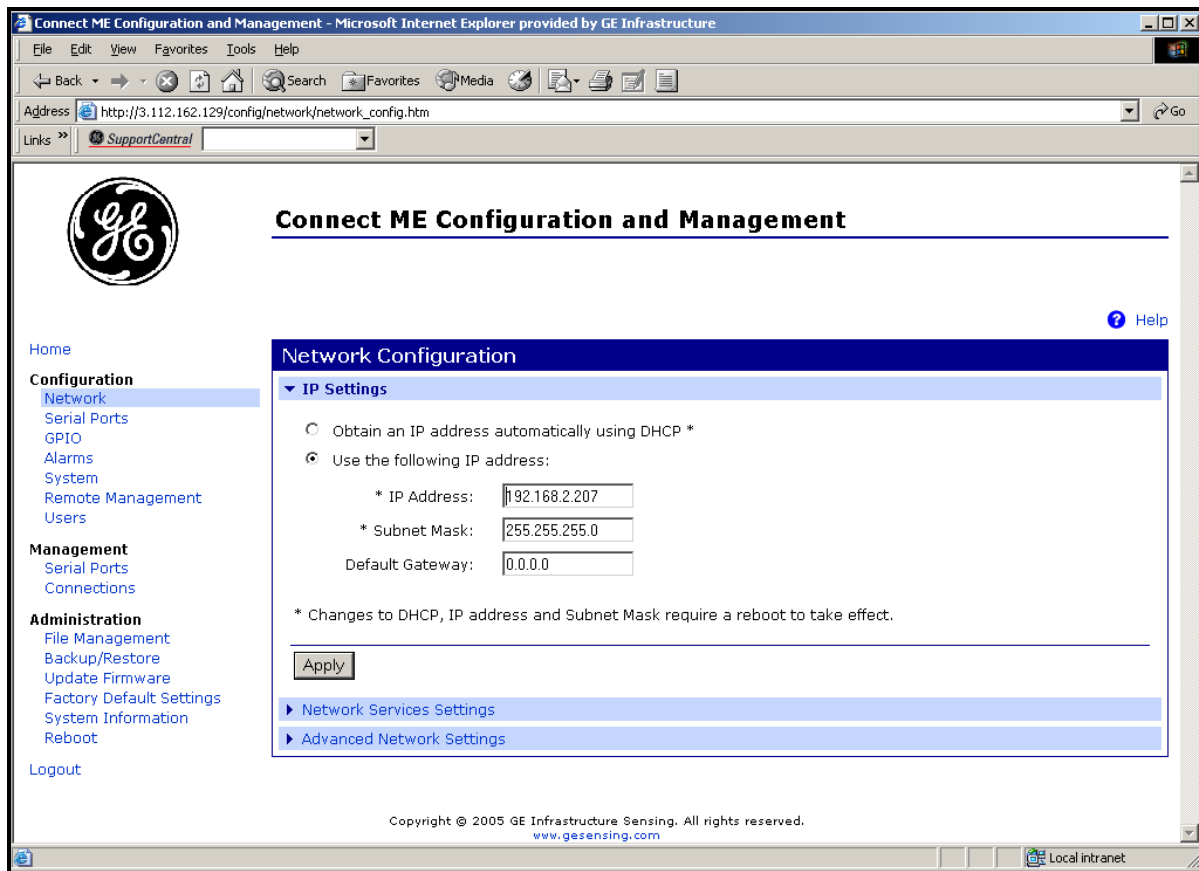 Connect ME Configuration and Management - Microsoft Internet Explorer provided by GE Infrastructure
File Edit View Favorites Tools Help
Back Search Favorites Media
Address http://3.112.162.129/config/network/network_config.htm Go
Links » SupportCentral
GE
Connect ME Configuration and Management
? Help
Home
Configuration
Network
Serial Ports
GPIO
Alarms
System
Remote Management
Users
Management
Serial Ports
Connections
Administration
File Management
Backup/Restore
Update Firmware
Factory Default Settings
System Information
Reboot
Logout
Network Configuration
IP Settings
Obtain an IP address automatically using DHCP *
Use the following IP address:
* IP Address: 192.168.2.207
* Subnet Mask: 255.255.255.0
Default Gateway: 0.0.0.0
* Changes to DHCP, IP address and Subnet Mask require a reboot to take effect.
Apply
Network Services Settings
Advanced Network Settings
Copyright © 2005 GE Infrastructure Sensing. All rights reserved.
www.gesensing.com
Local intranet